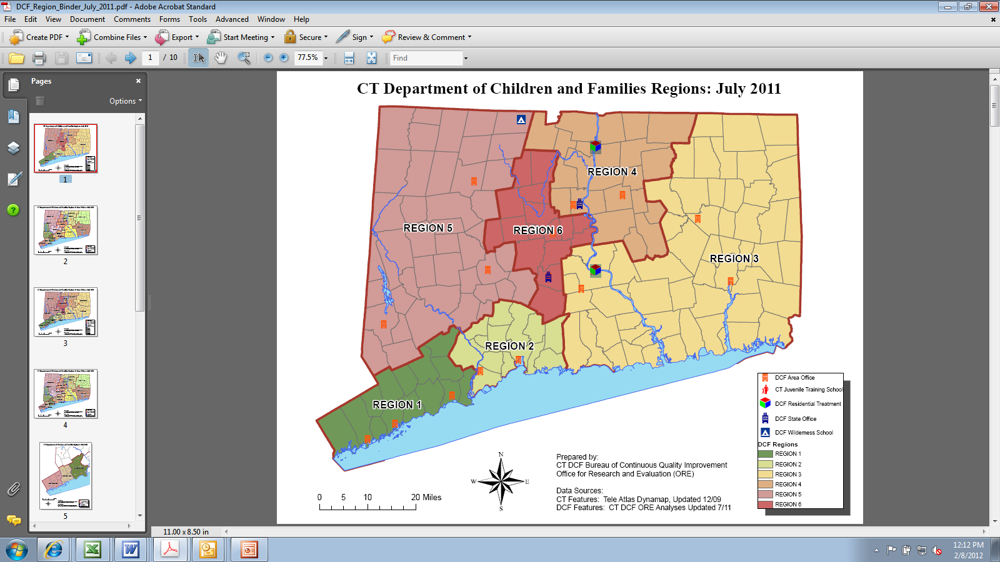 DCF_Region_Binder_July_2011.pdf - Adobe Acrobat Standard
File Edit View Document Comments Forms Tools Advanced Window Help
Create PDF Combine Files Export Start Meeting Secure Sign Review & Comment
1 / 10 77.5% Find
Pages
Options
1
2
3
4
5
CT Department of Children and Families Regions: July 2011
REGION 4
REGION 5
REGION 6
REGION 3
REGION 2
REGION 1
DCF Area Office
CT Juvenile Training School
DCF Residential Treatment
DCF State Office
DCF Wilderness School
DCF Regions
REGION 1
REGION 2
REGION 3
REGION 4
REGION 5
REGION 6
N
W E
S
0 5 10 20 Miles
Prepared by:
CT DCF Bureau of Continuous Quality Improvement
Office for Research and Evaluation (ORE)
Data Sources:
CT Features: Tele Atlas Dynamap, Updated 12/09
DCF Features: CT DCF ORE Analyses Updated 7/11
11.00 x 8.50 in
12:12 PM
2/8/2012